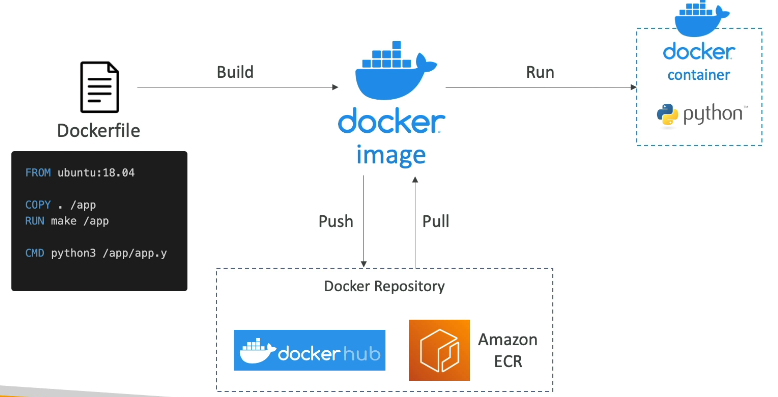 Build
Dockerfile
FROM ubuntu:18.04
COPY . /app
RUN make /app
CMD python3 /app/app.y
docker
image
Run
docker
container
python™
Push
Pull
Docker Repository
dockerhub
Amazon
ECR